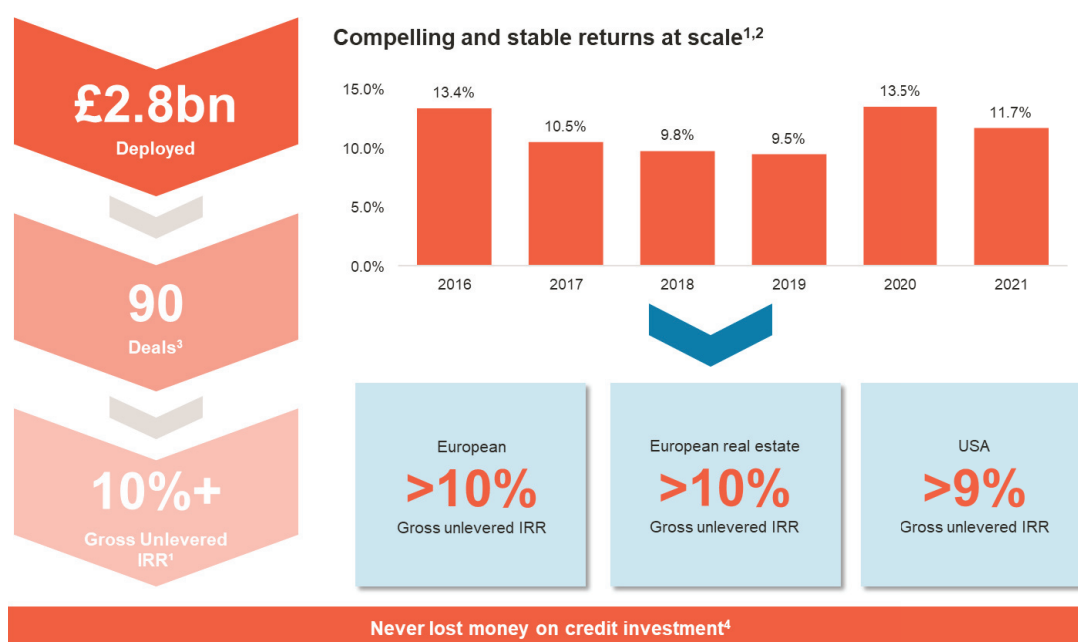 £2.8bn
Deployed
90
Deals³
10%+
Gross Unlevered
IRR¹
Compelling and stable returns at scale¹,²
15.0%
10.0%
5.0%
0.0%
13.4%
10.5%
9.8%
9.5%
13.5%
11.7%
2016
2017
2018
2019
2020
2021
European
>10%
Gross unlevered IRR
European real estate
>10%
Gross unlevered IRR
USA
>9%
Gross unlevered IRR
Never lost money on credit investment⁴